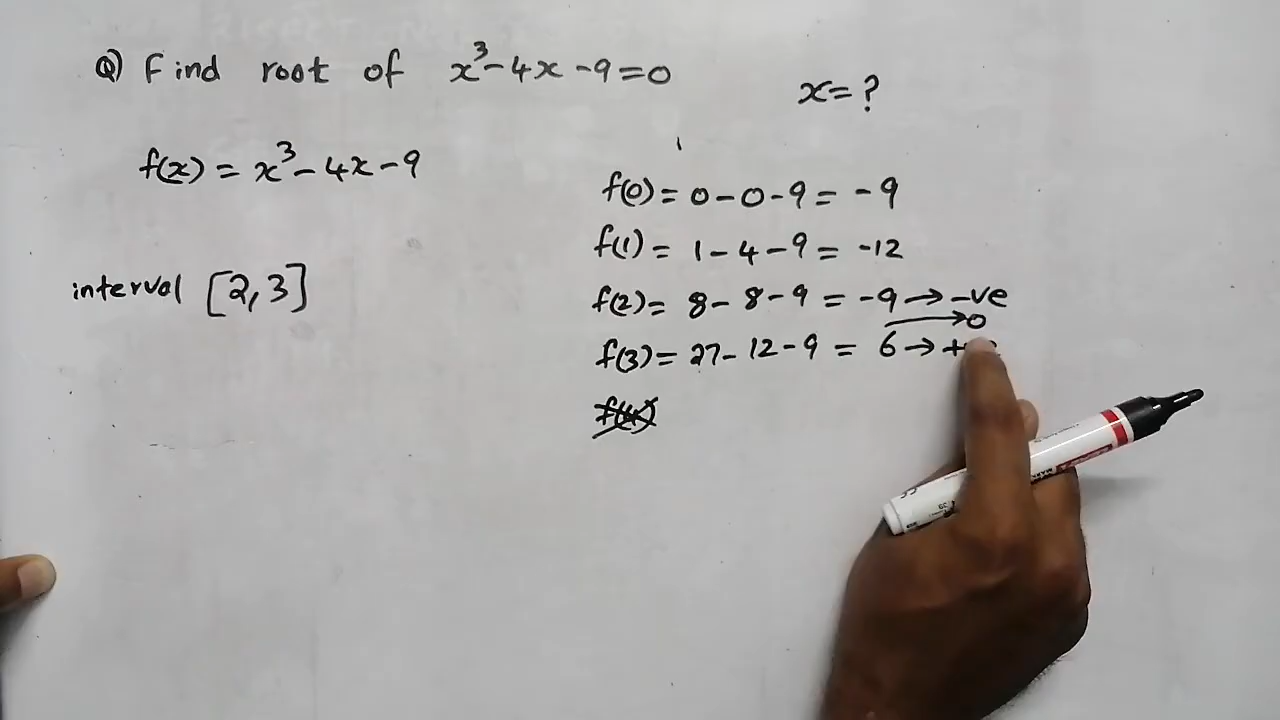 Q) Find root of x³-4x-9=0
x=?
f(x) = x³-4x-9
f(0) = 0-0-9 = -9
f(1) = 1-4-9 = -12
interval [2,3]
f(2) = 8-8-9 = -9 → -ve
→ 0
f(3) = 27-12-9 = 6 → +